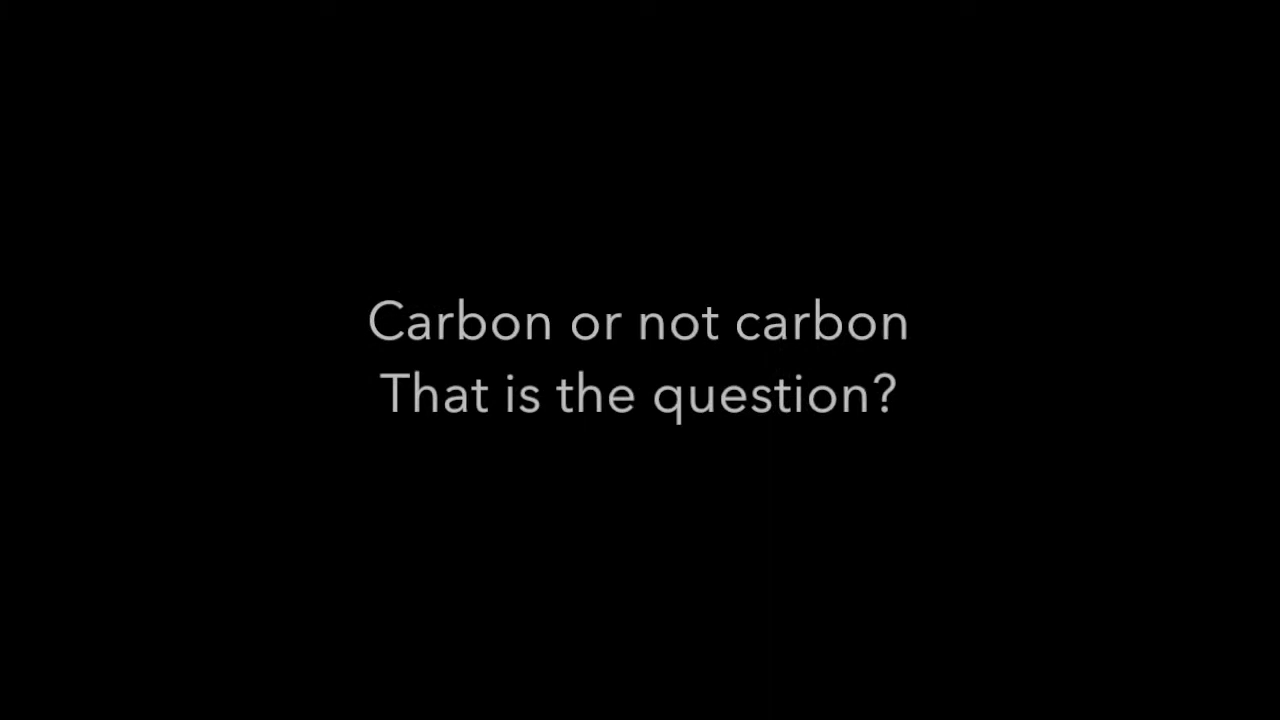 Carbon or not carbon
That is the question?